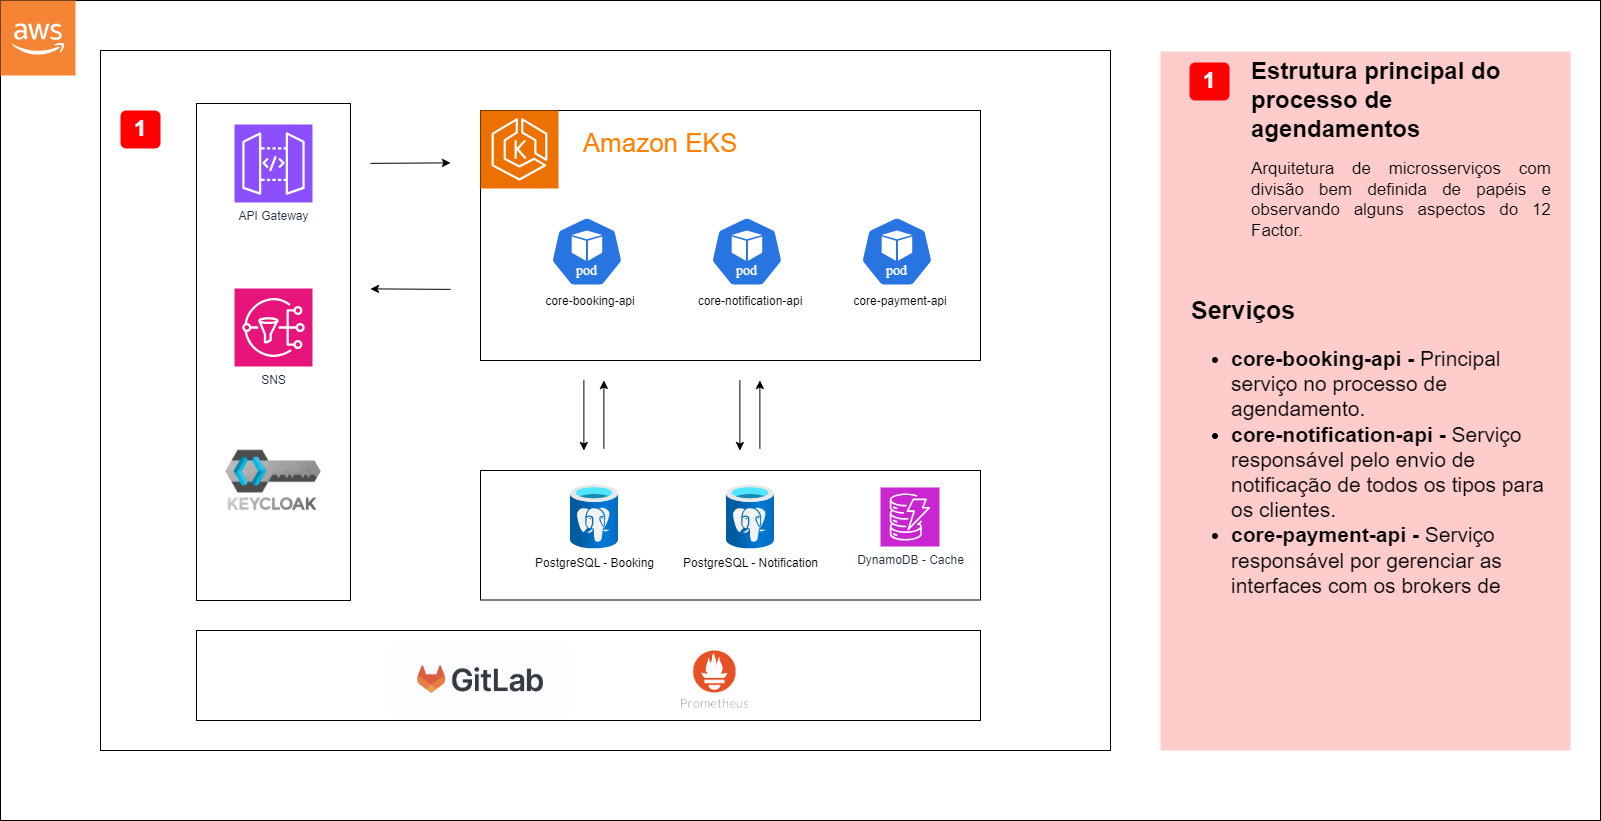 aws
1
API Gateway
SNS
KEYCLOAK
Amazon EKS
pod
pod
pod
core-booking-api
core-notification-api
core-payment-api
PostgreSQL - Booking
PostgreSQL - Notification
DynamoDB - Cache
GitLab
Prometheus
1
Estrutura principal do
processo de
agendamentos
Arquitetura de microsserviços com
divisão bem definida de papéis e
observando alguns aspectos do 12
Factor.
Serviços
core-booking-api - Principal
serviço no processo de
agendamento.
core-notification-api - Serviço
responsável pelo envio de
notificação de todos os tipos para
os clientes.
core-payment-api - Serviço
responsável por gerenciar as
interfaces com os brokers de